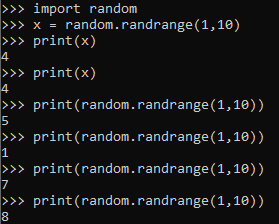 >>> import random
>>> x = random.randrange(1,10)
>>> print(x)
4
>>> print(x)
4
>>> print(random.randrange(1,10))
5
>>> print(random.randrange(1,10))
1
>>> print(random.randrange(1,10))
7
>>> print(random.randrange(1,10))
8